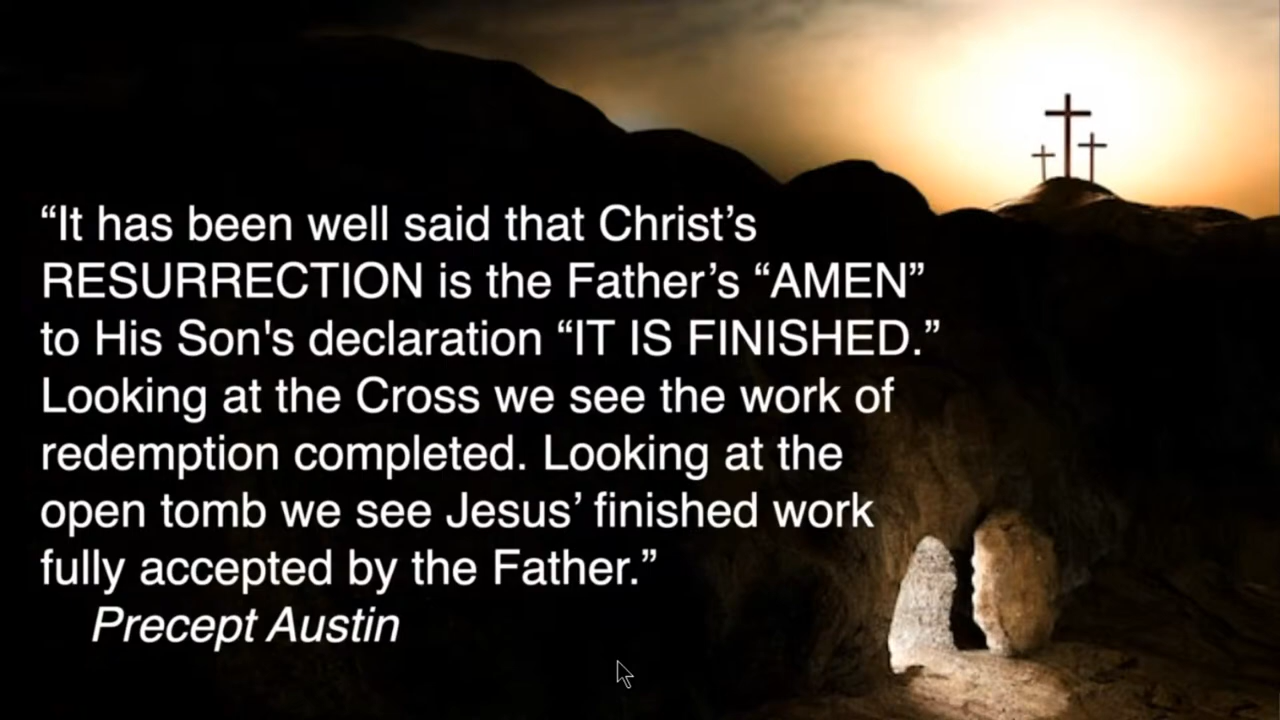 “It has been well said that Christ’s
RESURRECTION is the Father’s “AMEN”
to His Son's declaration “IT IS FINISHED.”
Looking at the Cross we see the work of
redemption completed. Looking at the
open tomb we see Jesus’ finished work
fully accepted by the Father.”
Precept Austin